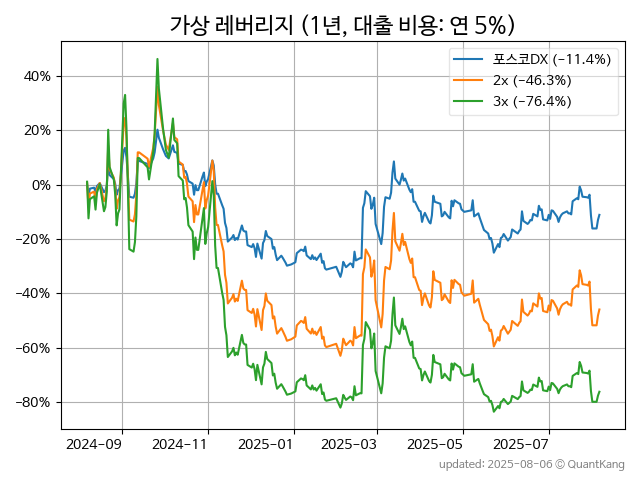 가상 레버리지 (1년, 대출 비용: 연 5%)
포스코DX (−11.4%)
2x (−46.3%)
3x (−76.4%)
40%
20%
0%
−20%
−40%
−60%
−80%
2024-09
2024-11
2025-01
2025-03
2025-05
2025-07
updated: 2025-08-06 © QuantKang